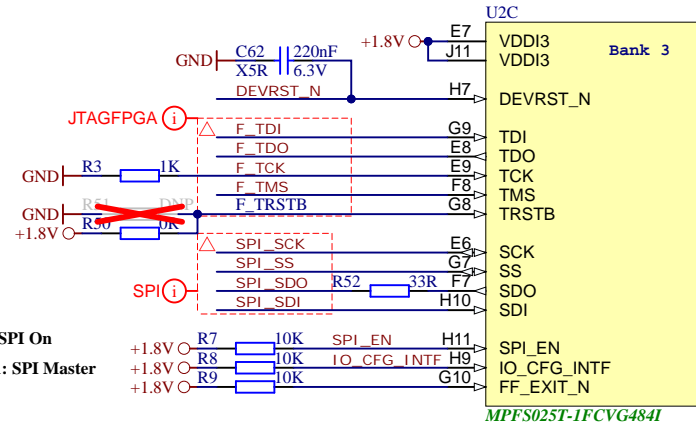 U2C
+1.8V E7 VDDI3 Bank 3
J11 VDDI3
C62 220nF
GND X5R 6.3V
DEVRST_N H7 DEVRST_N
JTAGFPGA i
F_TDI G9 TDI
F_TDO E8 TDO
GND R3 1K F_TCK E9 TCK
F_TMS F8 TMS
GND R51 DNP F_TRSTB G8 TRSTB
+1.8V R50 0K
SPI_SCK E6 SCK
SPI_SS G7 SS
SPI i SPI_SDO R52 33R F7 SDO
SPI_SDI H10 SDI
SPI On +1.8V R7 10K SPI_EN H11 SPI_EN
: SPI Master +1.8V R8 10K IO_CFG_INTF H9 IO_CFG_INTF
+1.8V R9 10K G10 FF_EXIT_N
MPFS025T-1FCVG484I